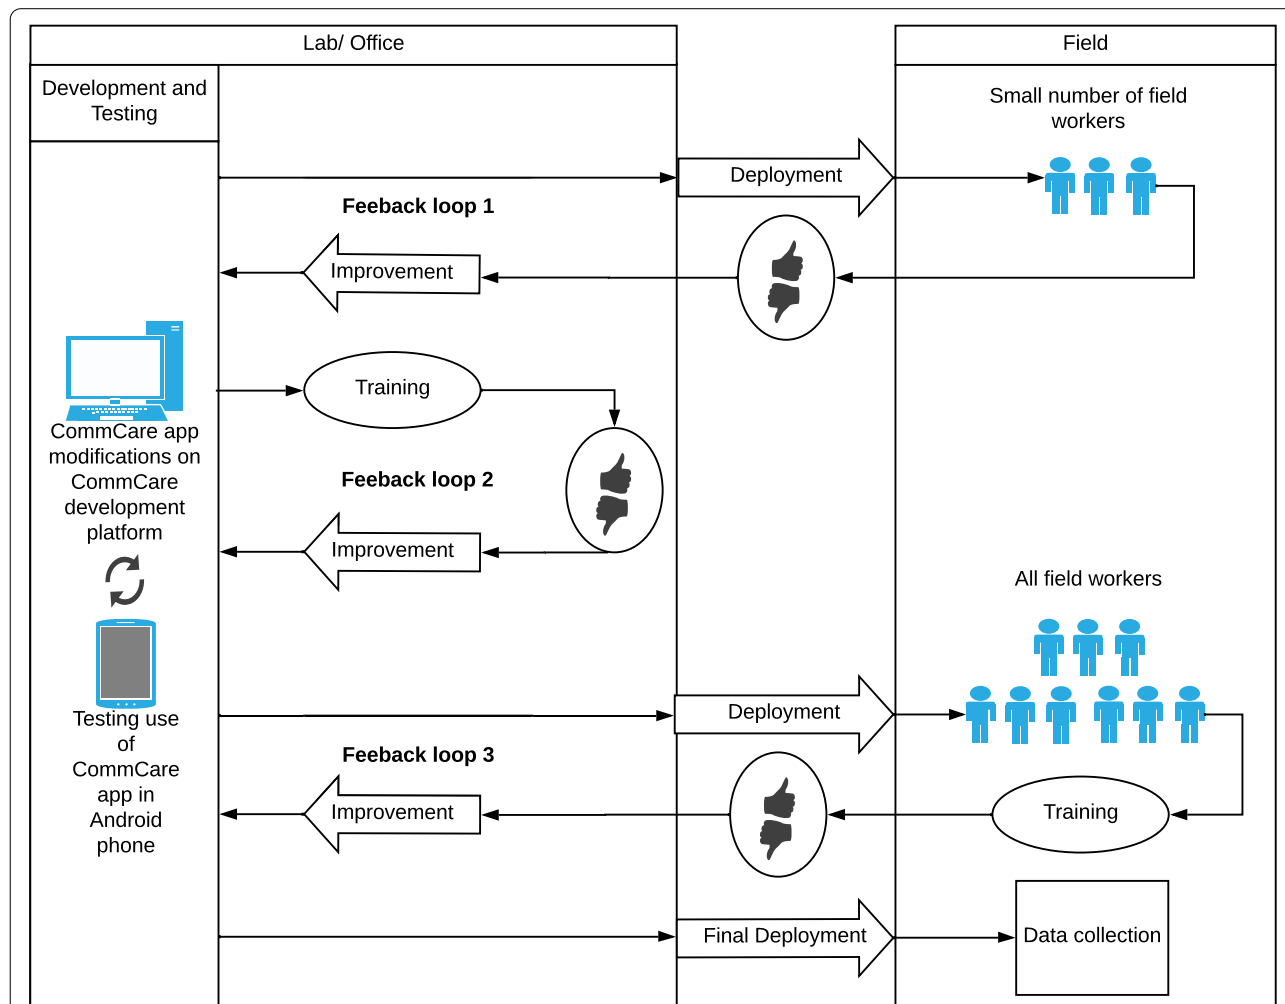 Lab/ Office
Field
Development and
Testing
Small number of field
workers
Deployment
Feeback loop 1
Improvement
Training
CommCare app
modifications on
CommCare
development
platform
Feeback loop 2
Improvement
All field workers
Testing use
of
CommCare
app in
Android
phone
Deployment
Feeback loop 3
Improvement
Training
Final Deployment
Data collection